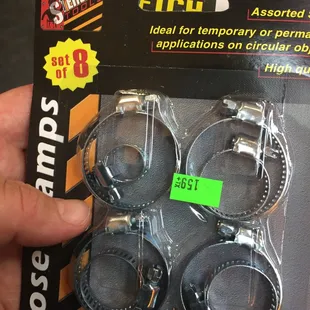 Assorted S
Ideal for temporary or perma
applications on circular obj
High qu
set
of 8
ose
amps
159